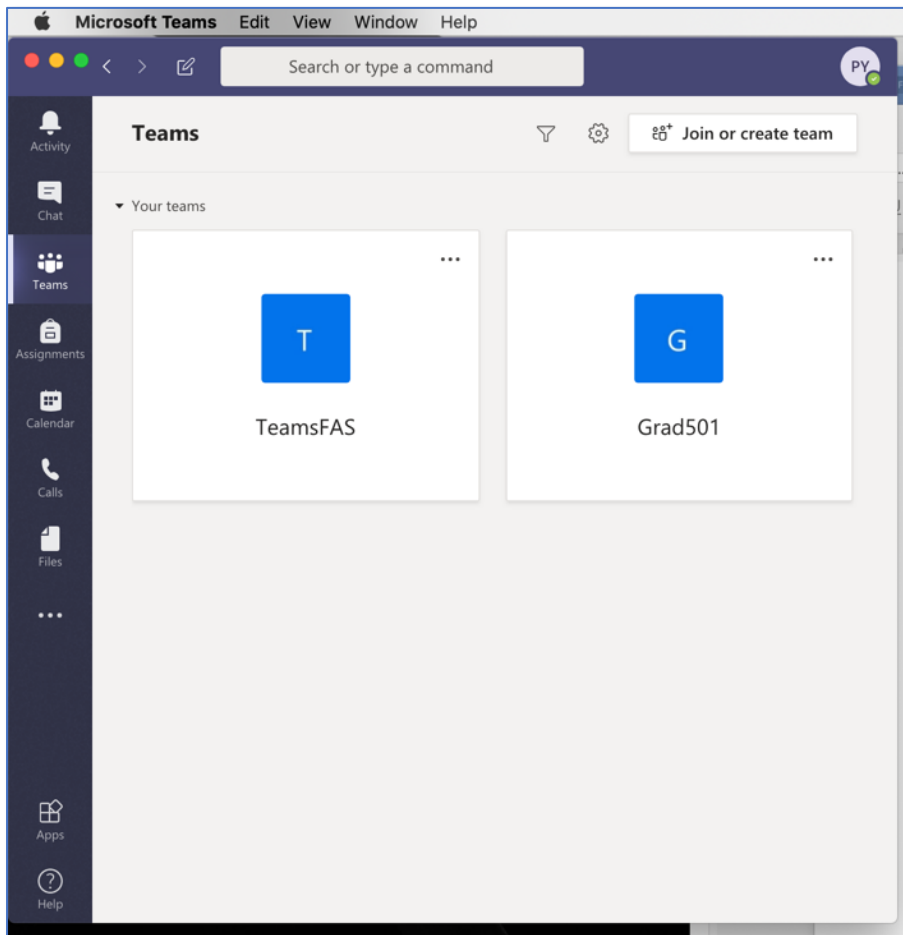 Microsoft Teams Edit View Window Help
Search or type a command
PY
Activity
Chat
Teams
Assignments
Calendar
Calls
Files
Apps
Help
Teams
Join or create team
Your teams
T
TeamsFAS
G
Grad501